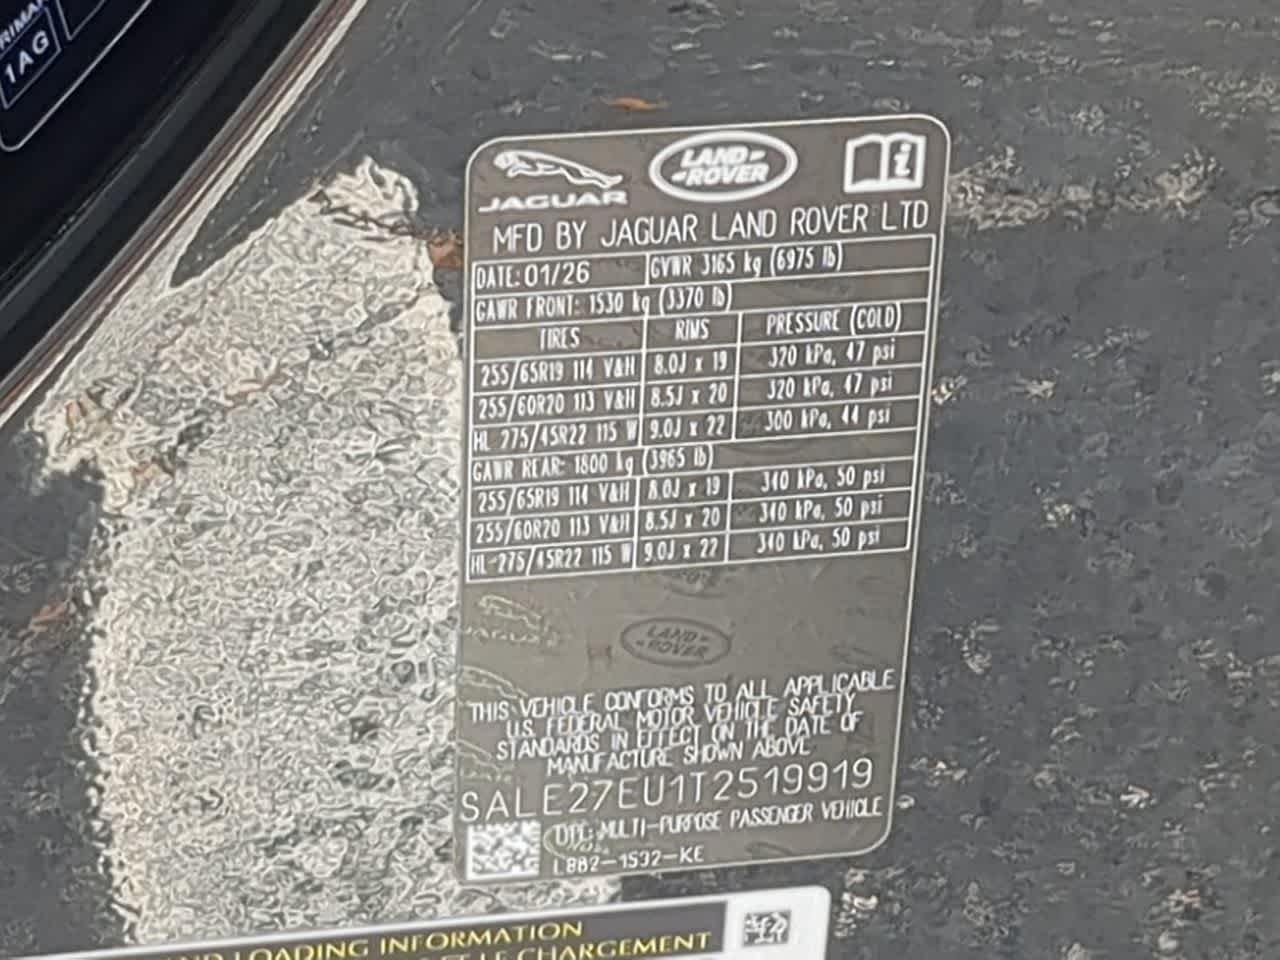 1AG
JAGUAR
LAND ROVER
MFD BY JAGUAR LAND ROVER LTD
DATE: 01/26 GVWR 3165 kg (6975 lb)
GAWR FRONT: 1530 kg (3370 lb)
TIRES RIMS PRESSURE (COLD)
255/65R19 114 V&H 8.0J x 19 320 kPa, 47 psi
255/60R20 113 V&H 8.5J x 20 320 kPa, 47 psi
HL 275/45R22 115 W 9.0J x 22 300 kPa, 44 psi
GAWR REAR: 1800 kg (3965 lb)
255/65R19 114 V&H 8.0J x 19 340 kPa, 50 psi
255/60R20 113 V&H 8.5J x 20 340 kPa, 50 psi
HL 275/45R22 115 W 9.0J x 22 340 kPa, 50 psi
JAGUAR
LAND ROVER
THIS VEHICLE CONFORMS TO ALL APPLICABLE
U.S. FEDERAL MOTOR VEHICLE SAFETY
STANDARDS IN EFFECT ON THE DATE OF
MANUFACTURE SHOWN ABOVE
SALE27EU1T2519919
TYPE: MULTI-PURPOSE PASSENGER VEHICLE
L882-1532-KE
LOADING INFORMATION
CHARGEMENT